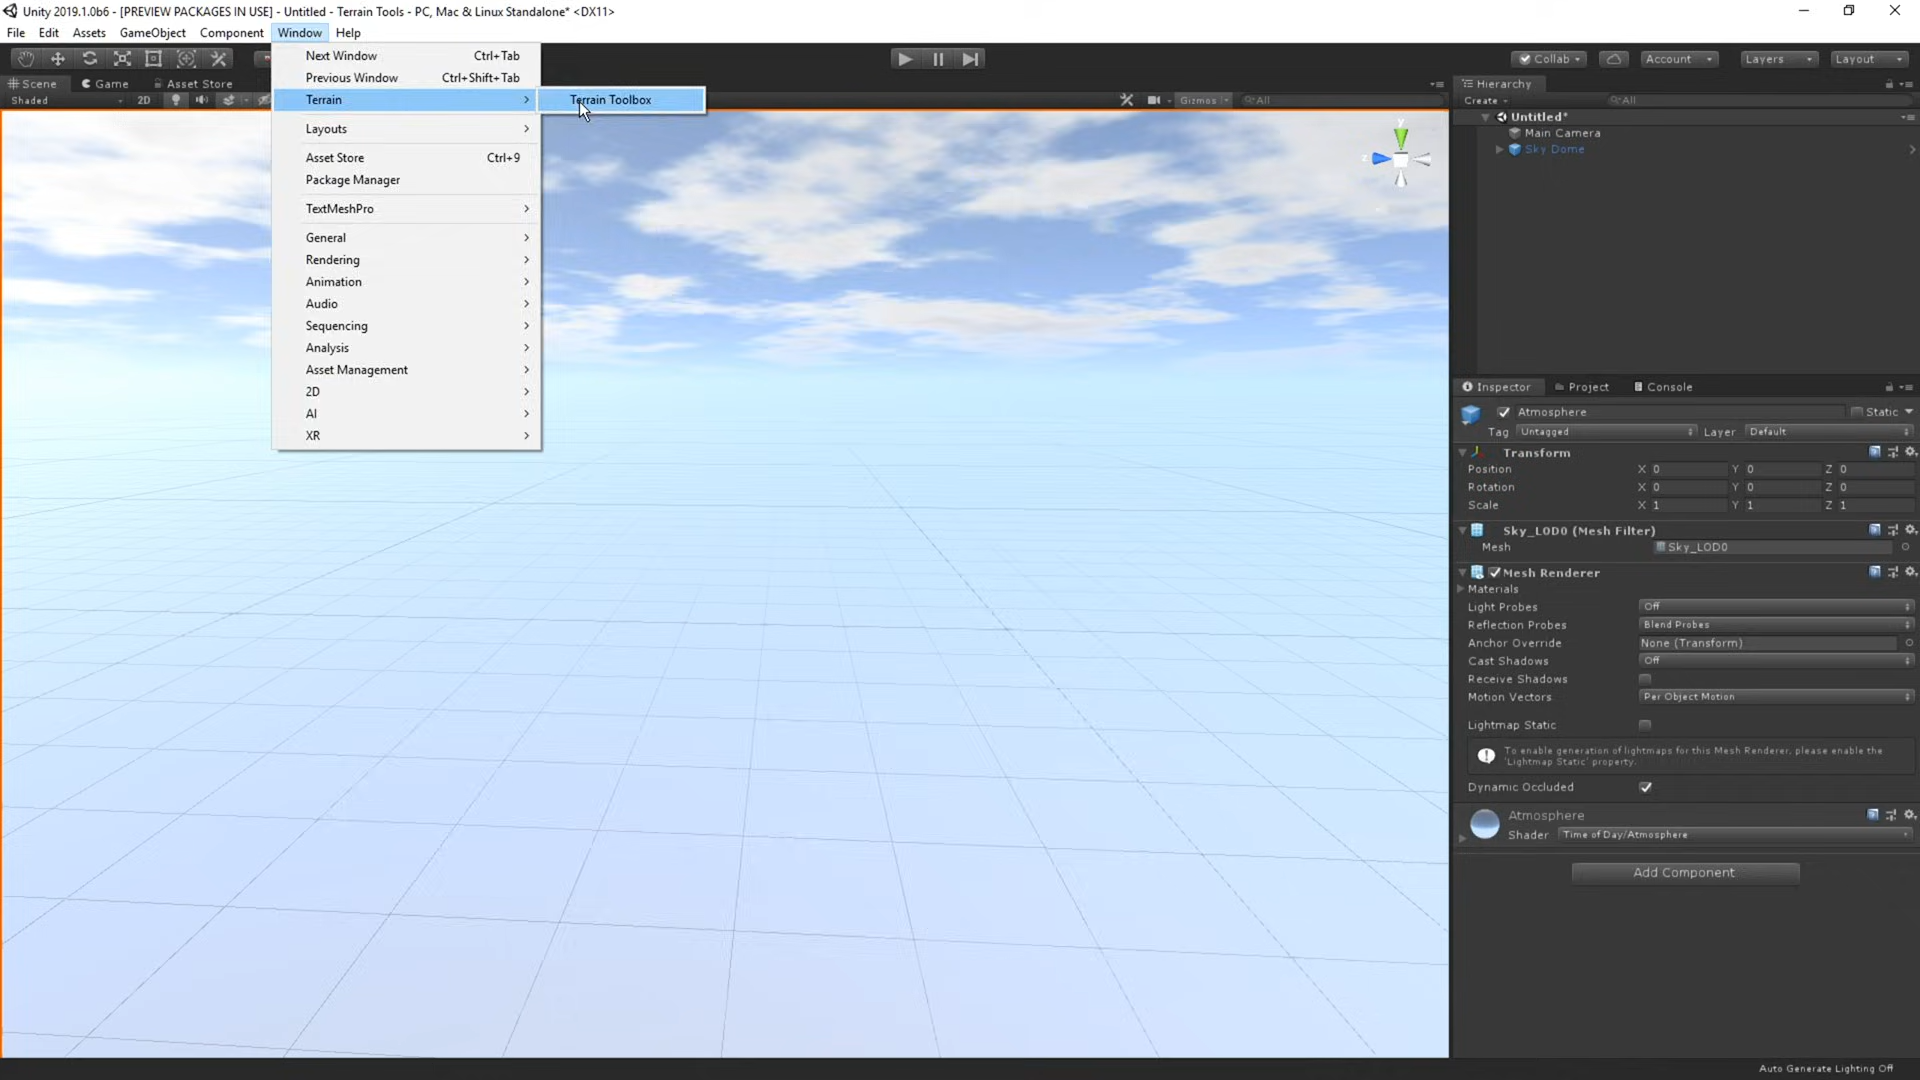 Unity 2019.1.0b6 - [PREVIEW PACKAGES IN USE] - Untitled - Terrain Tools - PC, Mac & Linux Standalone* <DX11>
File Edit Assets GameObject Component Window Help
Next Window Ctrl+Tab
Previous Window Ctrl+Shift+Tab
Terrain
Terrain Toolbox
Layouts
Asset Store Ctrl+9
Package Manager
TextMeshPro
General
Rendering
Animation
Audio
Sequencing
Analysis
Asset Management
2D
AI
XR
Collab Account Layers Layout
Scene Game Asset Store
Shaded 2D Gizmos All
y
z
Hierarchy
Create All
Untitled*
Main Camera
Sky Dome
Inspector Project Console
Atmosphere Static
Tag Untagged Layer Default
Transform
Position X 0 Y 0 Z 0
Rotation X 0 Y 0 Z 0
Scale X 1 Y 1 Z 1
Sky_LOD0 (Mesh Filter)
Mesh Sky_LOD0
Mesh Renderer
Materials
Light Probes Off
Reflection Probes Blend Probes
Anchor Override None (Transform)
Cast Shadows Off
Receive Shadows
Motion Vectors Per Object Motion
Lightmap Static
To enable generation of lightmaps for this Mesh Renderer, please enable the
'Lightmap Static' property.
Dynamic Occluded
Atmosphere
Shader Time of Day/Atmosphere
Add Component
Auto Generate Lighting Off